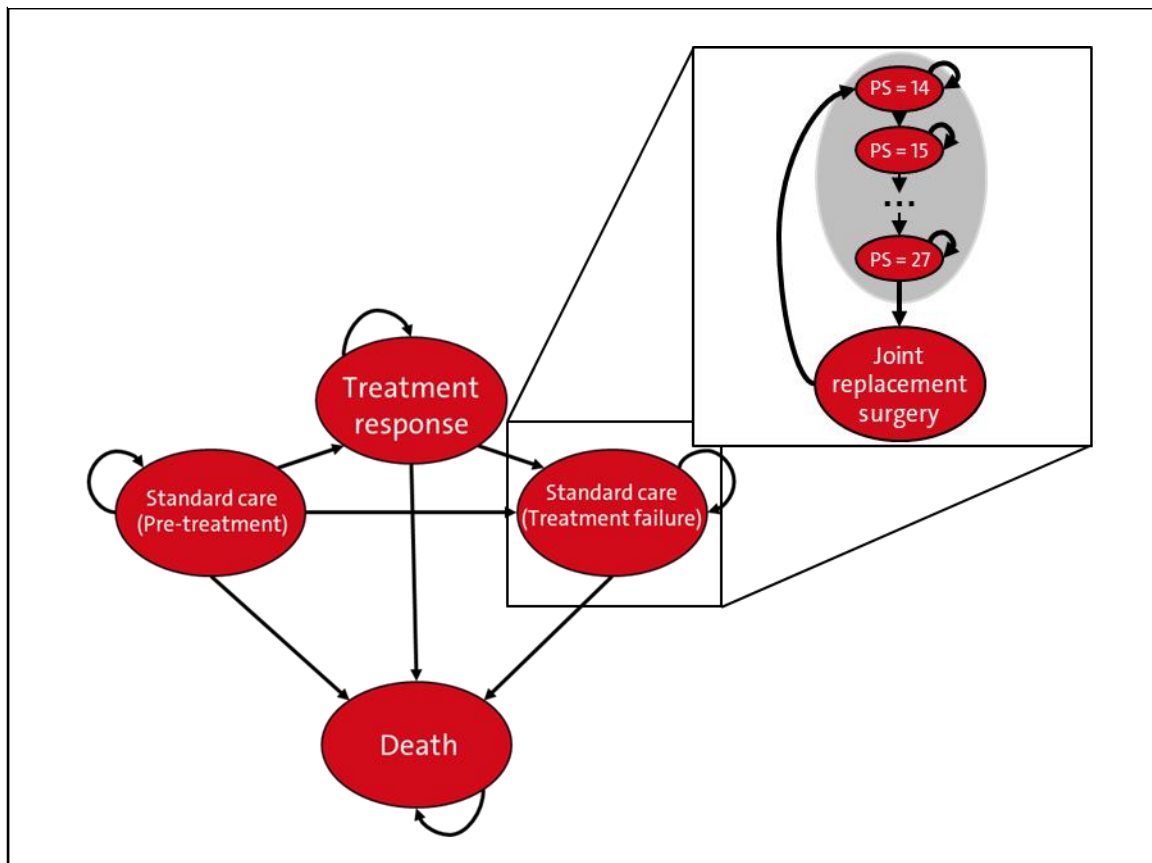 PS = 14
PS = 15
...
PS = 27
Joint
replacement
surgery
Treatment
response
Standard care
(Pre-treatment)
Standard care
(Treatment failure)
Death